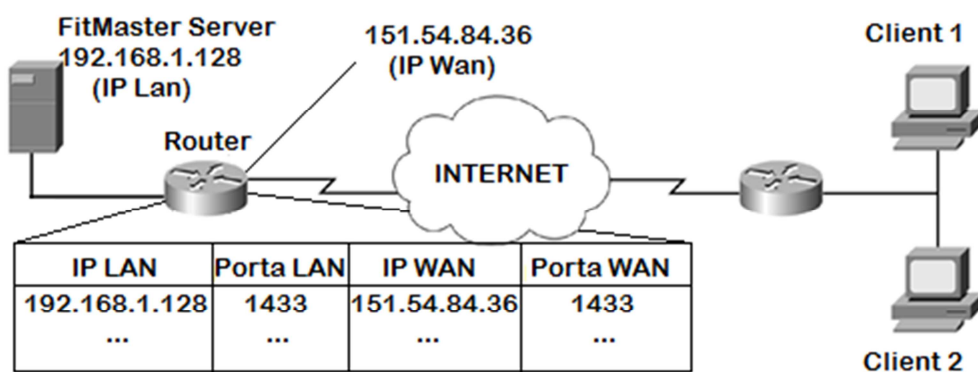 FitMaster Server
192.168.1.128
(IP Lan)
151.54.84.36
(IP Wan)
Client 1
Router
INTERNET
IP LAN Porta LAN IP WAN Porta WAN
192.168.1.128 1433 151.54.84.36 1433
... ... ... ...
Client 2